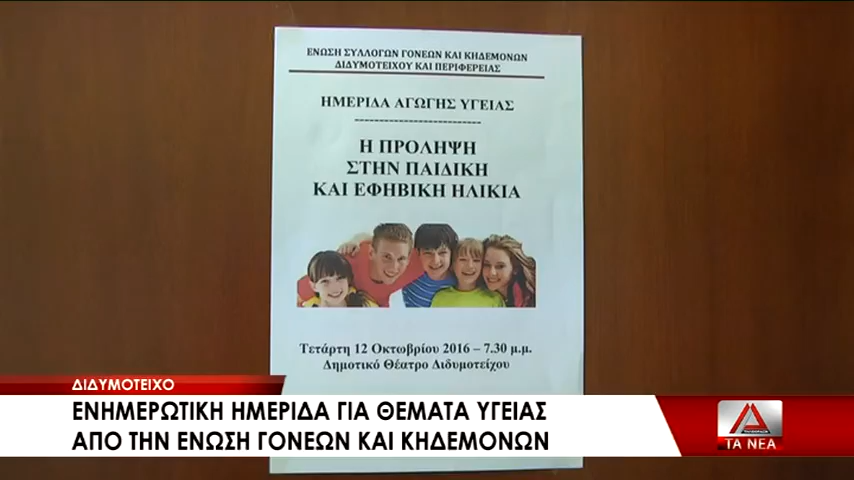 ΕΝΩΣΗ ΣΥΛΛΟΓΩΝ ΓΟΝΕΩΝ ΚΑΙ ΚΗΔΕΜΟΝΩΝ
ΔΙΔΥΜΟΤΕΙΧΟΥ ΚΑΙ ΠΕΡΙΦΕΡΕΙΑΣ
ΗΜΕΡΙΔΑ ΑΓΩΓΗΣ ΥΓΕΙΑΣ
Η ΠΡΟΛΗΨΗ
ΣΤΗΝ ΠΑΙΔΙΚΗ
ΚΑΙ ΕΦΗΒΙΚΗ ΗΛΙΚΙΑ
Τετάρτη 12 Οκτωβρίου 2016 – 7.30 μ.μ.
Δημοτικό Θέατρο Διδυμοτείχου
ΔΙΔΥΜΟΤΕΙΧΟ
ΕΝΗΜΕΡΩΤΙΚΗ ΗΜΕΡΙΔΑ ΓΙΑ ΘΕΜΑΤΑ ΥΓΕΙΑΣ
ΑΠΟ ΤΗΝ ΕΝΩΣΗ ΓΟΝΕΩΝ ΚΑΙ ΚΗΔΕΜΟΝΩΝ
ΤΑ ΝΕΑ